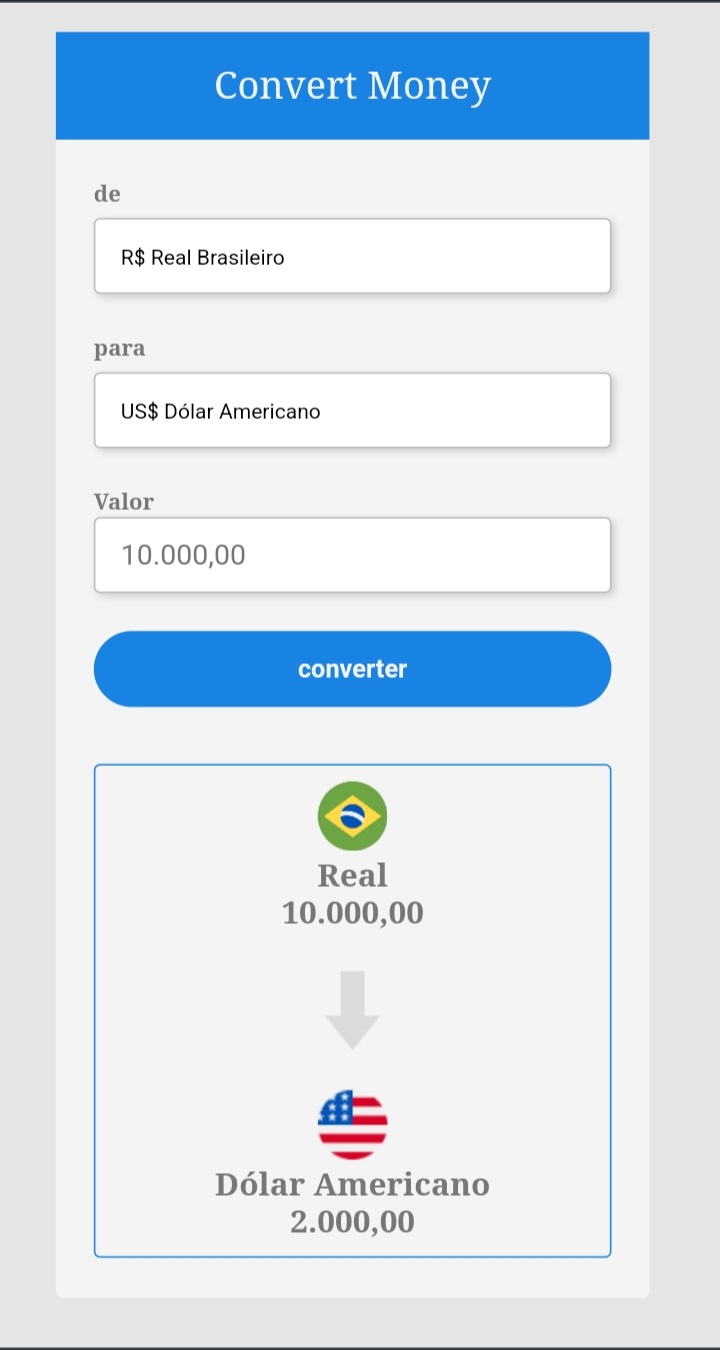 Convert Money
de
R$ Real Brasileiro
para
US$ Dólar Americano
Valor
10.000,00
converter
Real
10.000,00
Dólar Americano
2.000,00